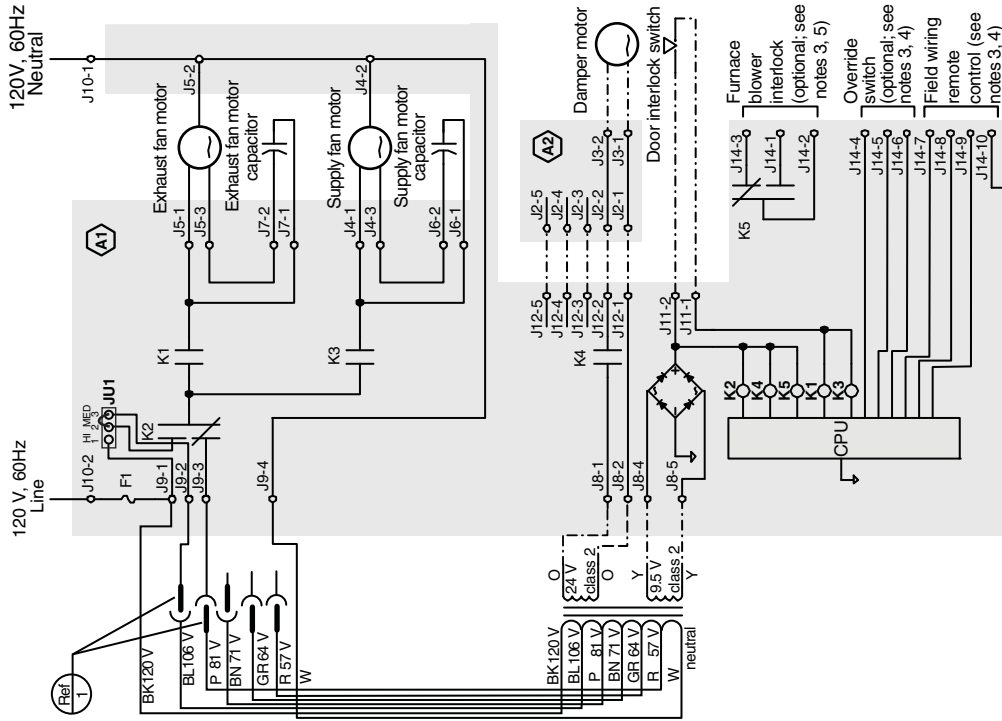 120V, 60Hz
Neutral
J10-1
J5-2
J4-2
Exhaust fan motor
J5-1
J5-3
Exhaust fan motor
capacitor
J7-2
J7-1
Supply fan motor
J4-1
J4-3
Supply fan motor
capacitor
J6-2
J6-1
A1
K1
K3
JU1
HI MED
1 2 3
K2
120 V, 60Hz
Line
J10-2
F1
J9-1
J9-2
J9-3
J9-4
Ref
1
BK120 V
BL106 V
P 81 V
BN 71 V
GR 64 V
R 57 V
W
Damper motor
Door interlock switch
A2
J3-2
J3-1
J2-5
J2-4
J2-3
J2-2
J2-1
J12-5
J12-4
J12-3
J12-2
J12-1
K4
J11-2
J11-1
J8-1
J8-2
J8-4
J8-5
O
24 V
class 2
O
Y
9.5 V
class 2
Y
BK120 V
BL106 V
P 81 V
BN 71 V
GR 64 V
R 57 V
W
neutral
Furnace
blower
interlock
(optional; see
notes 3, 5)
Override
switch
(optional; see
notes 3, 4)
Field wiring
remote
control (see
notes 3, 4)
J14-3
J14-1
J14-2
K5
J14-4
J14-5
J14-6
J14-7
J14-8
J14-9
J14-10
K2
K4
K5
K1
K3
CPU